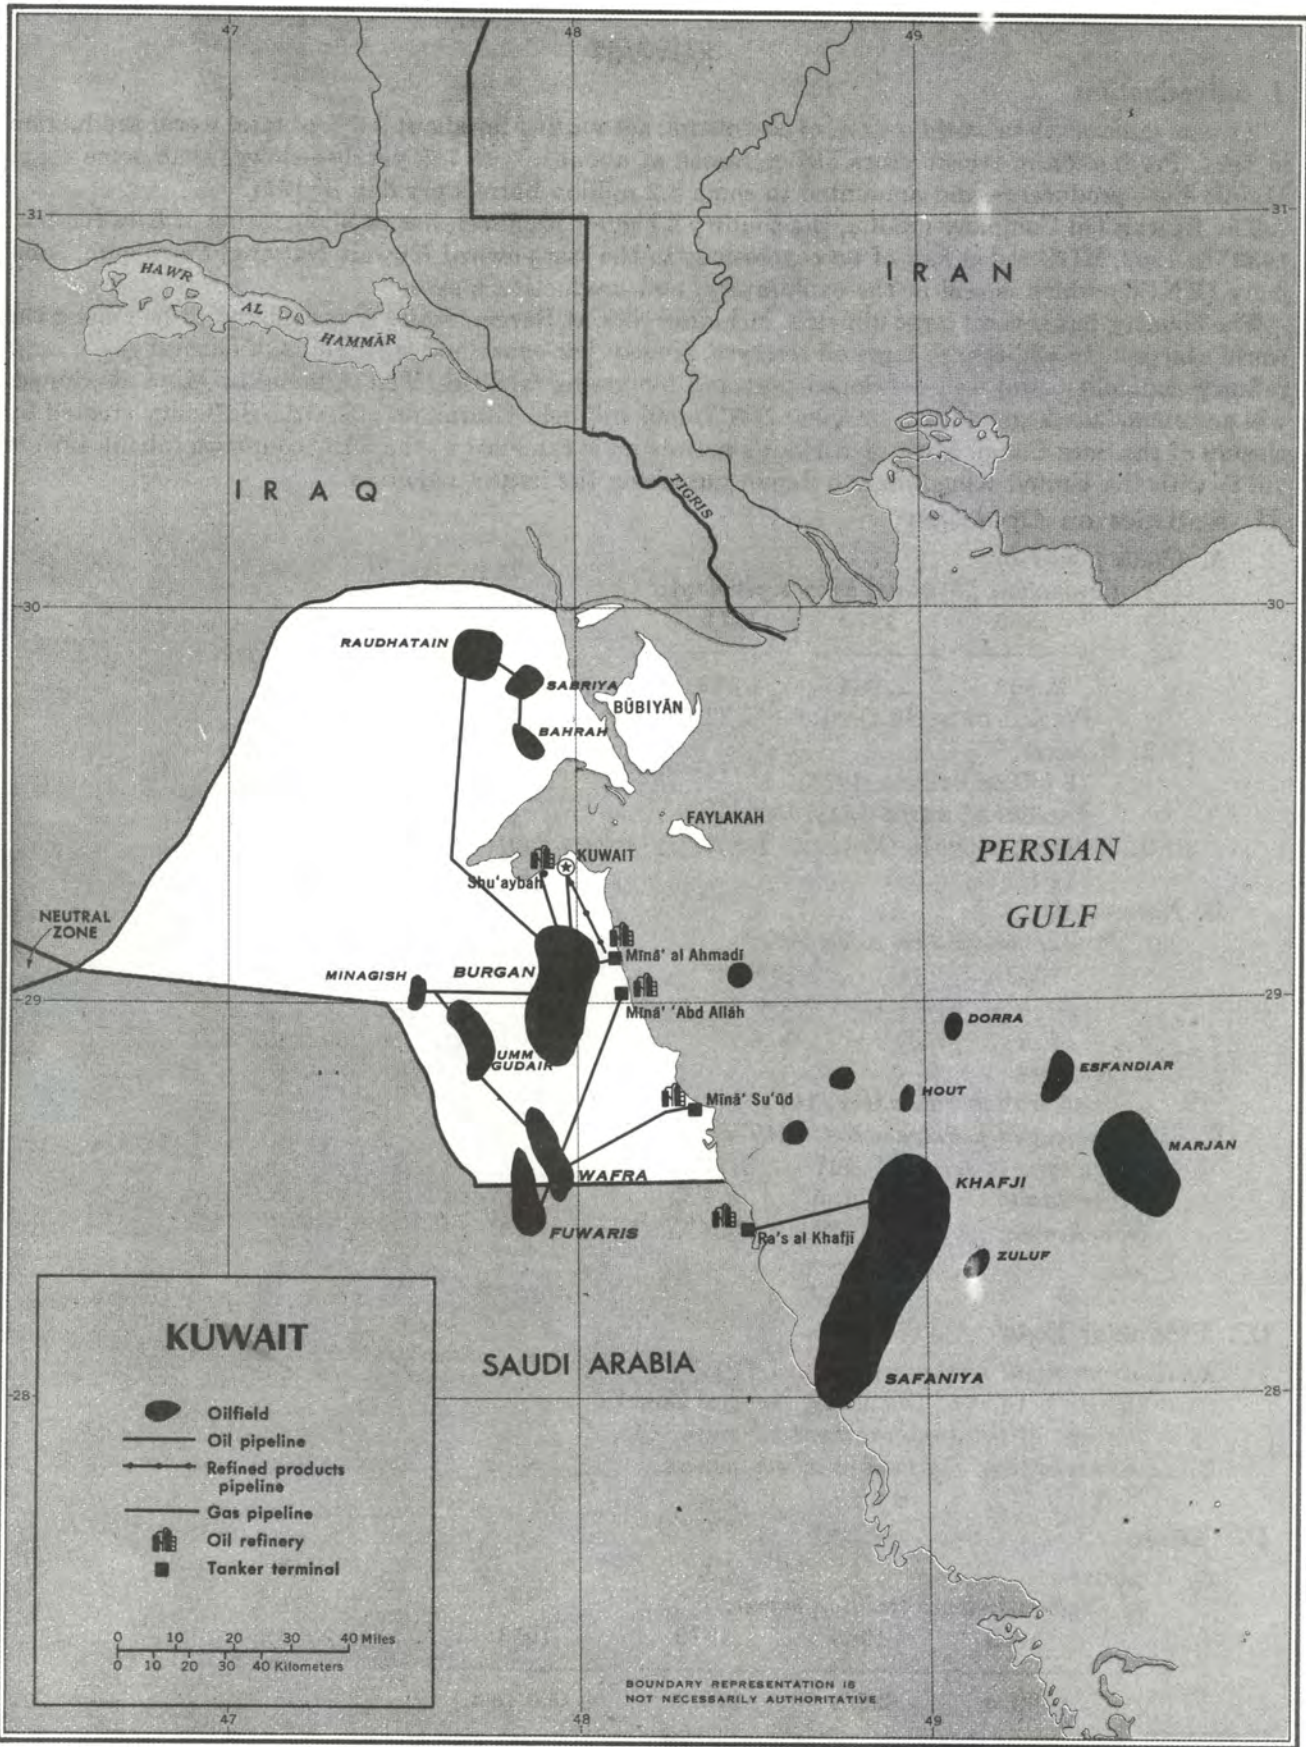 47
48
49
31
31
HAWR
AL
HAMMĀR
I R A N
I R A Q
TIGRIS
30
30
RAUDHATAIN
SABRIYA
BŪBIYĀN
BAHRAH
FAYLAKAH
KUWAIT
Shu'aybah
PERSIAN
GULF
NEUTRAL
ZONE
Mīnā' al Ahmadī
MINAGISH
BURGAN
29
29
Mīnā' 'Abd Allāh
DORRA
UMM
GUDAIR
ESFANDIAR
HOUT
Mīnā' Su'ūd
MARJAN
WAFRA
KHAFJI
FUWARIS
Ra's al Khafjī
ZULUF
KUWAIT
SAUDI ARABIA
SAFANIYA
28
28
Oilfield
Oil pipeline
Refined products
pipeline
Gas pipeline
Oil refinery
Tanker terminal
0 10 20 30 40 Miles
0 10 20 30 40 Kilometers
BOUNDARY REPRESENTATION IS
NOT NECESSARILY AUTHORITATIVE
47
48
49